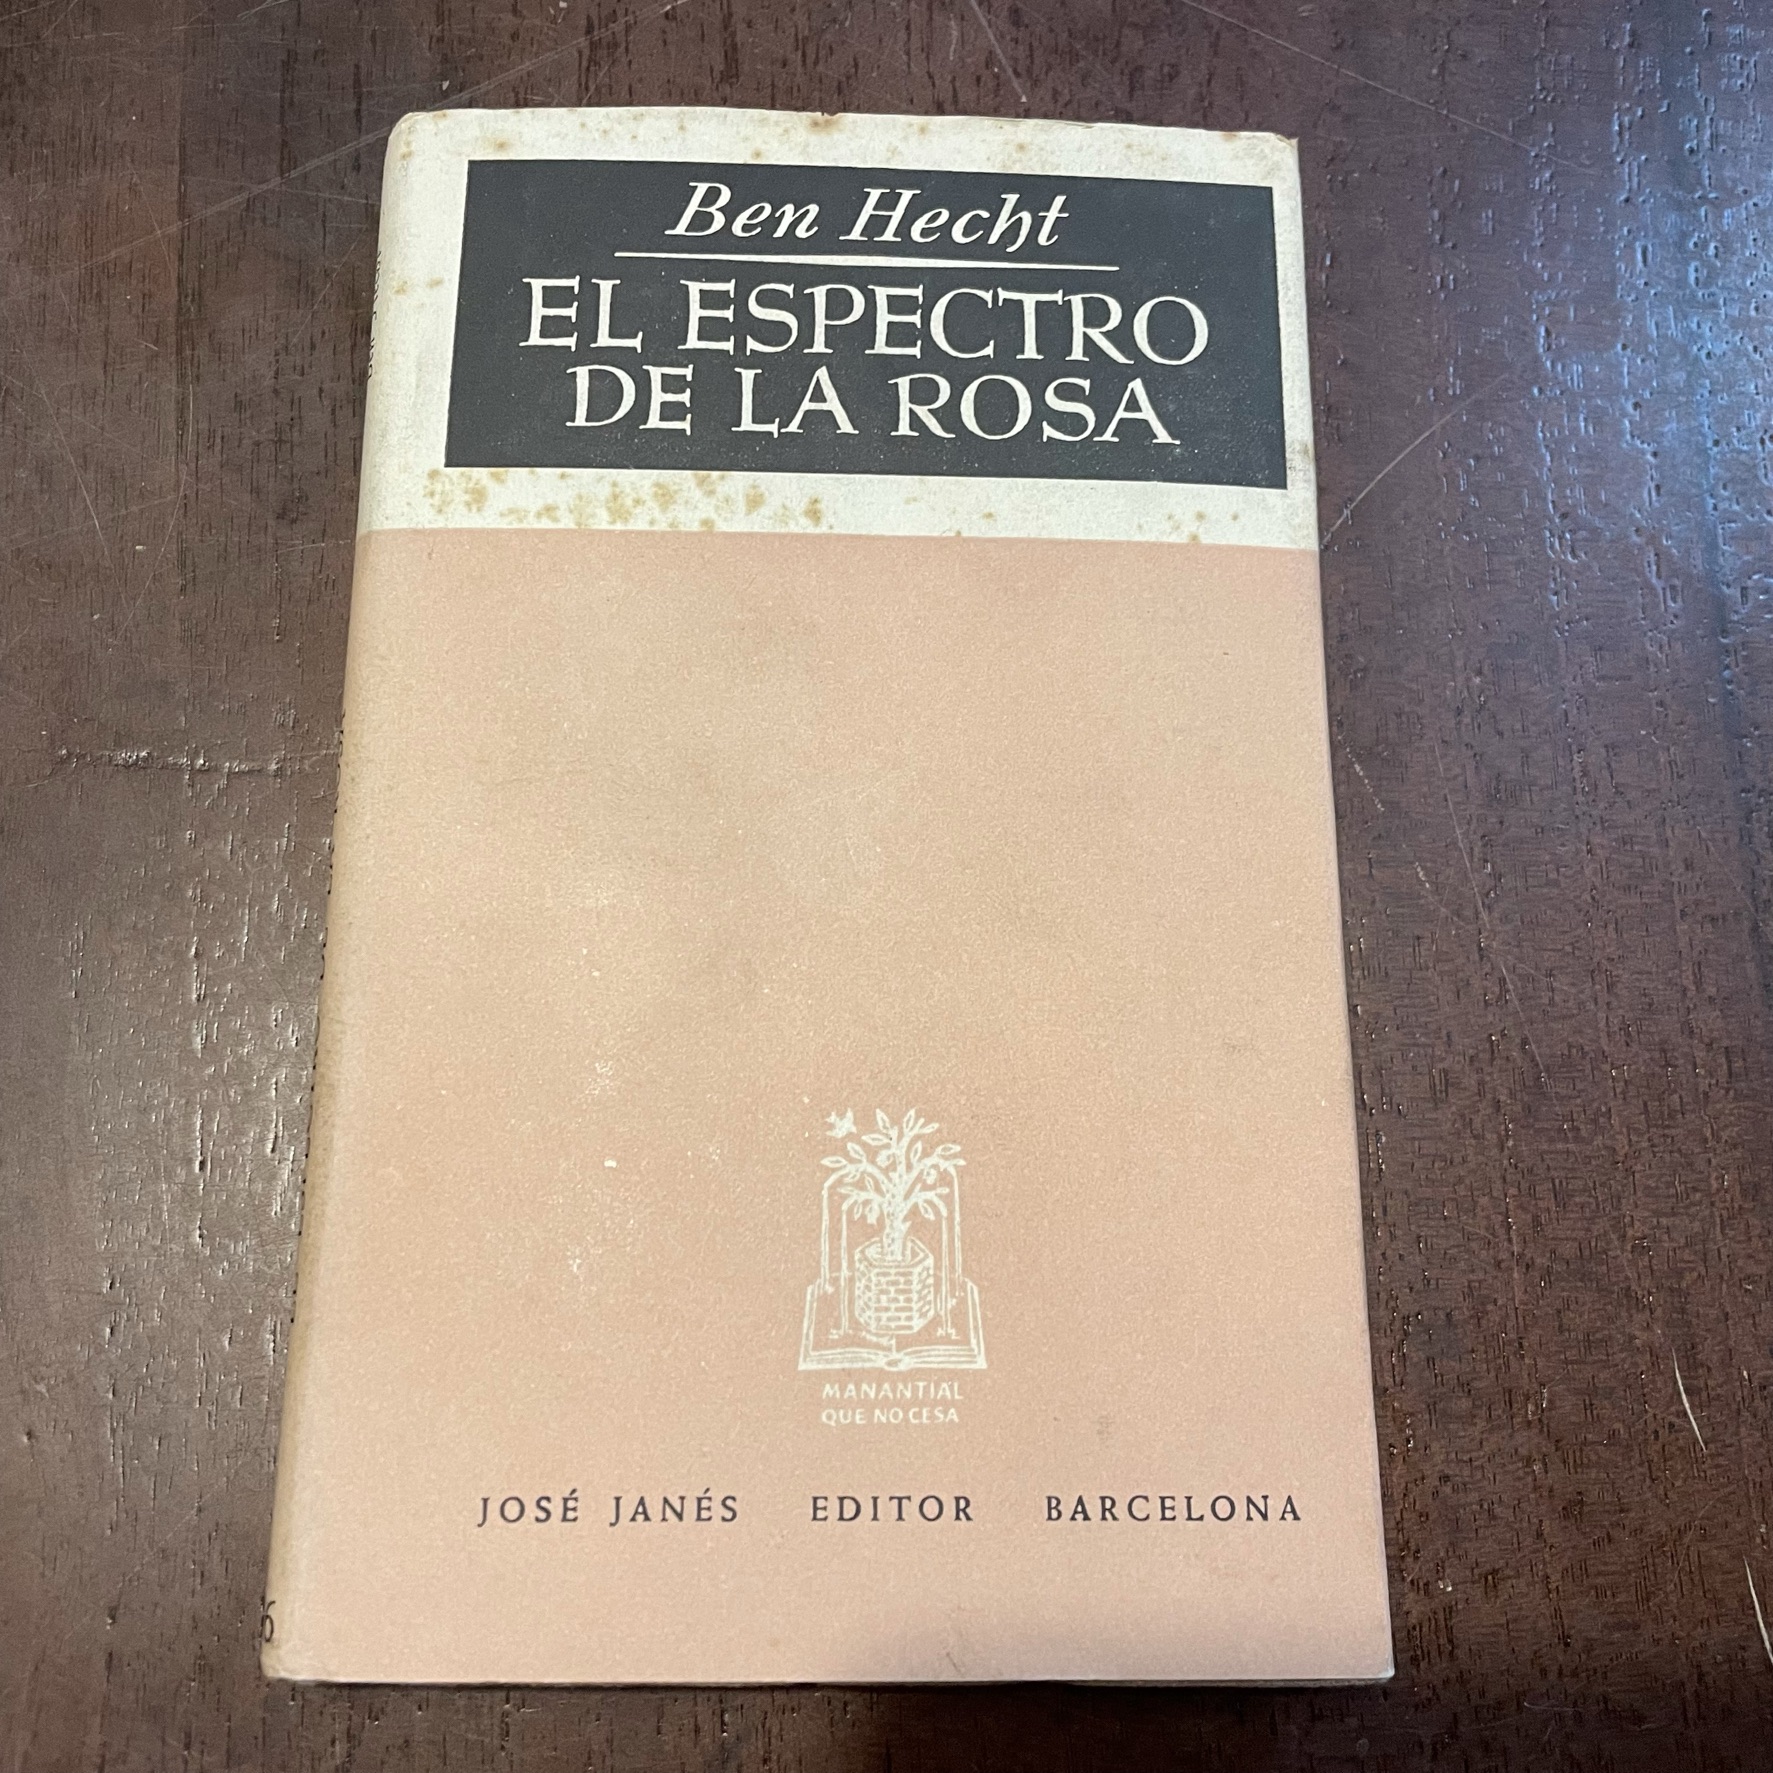 Ben Hecht
EL ESPECTRO
DE LA ROSA
MANANTIAL
QUE NO CESA
JOSÉ JANÉS EDITOR BARCELONA